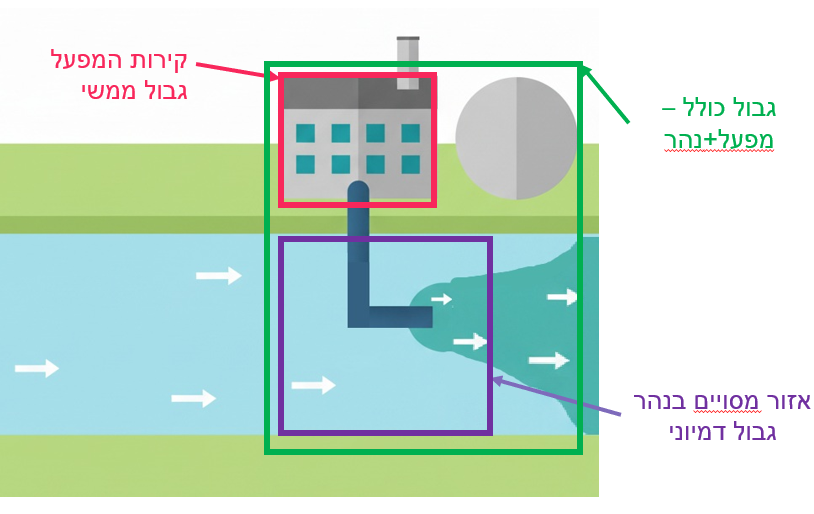 קירות המפעל
גבול ממשי
גבול כולל –
מפעל+נהר
אזור מסויים בנהר
גבול דמיוני